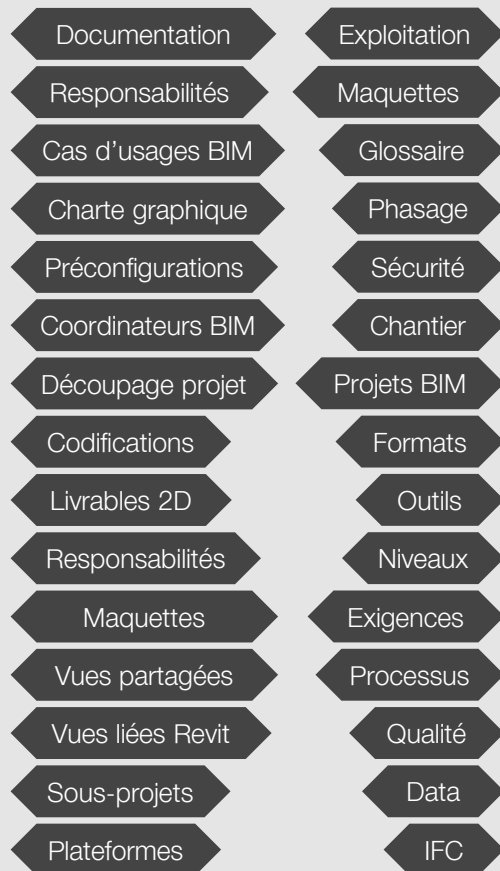 Documentation
Exploitation
Responsabilités
Maquettes
Cas d’usages BIM
Glossaire
Charte graphique
Phasage
Préconfigurations
Sécurité
Coordinateurs BIM
Chantier
Découpage projet
Projets BIM
Codifications
Formats
Livrables 2D
Outils
Responsabilités
Niveaux
Maquettes
Exigences
Vues partagées
Processus
Vues liées Revit
Qualité
Sous-projets
Data
Plateformes
IFC